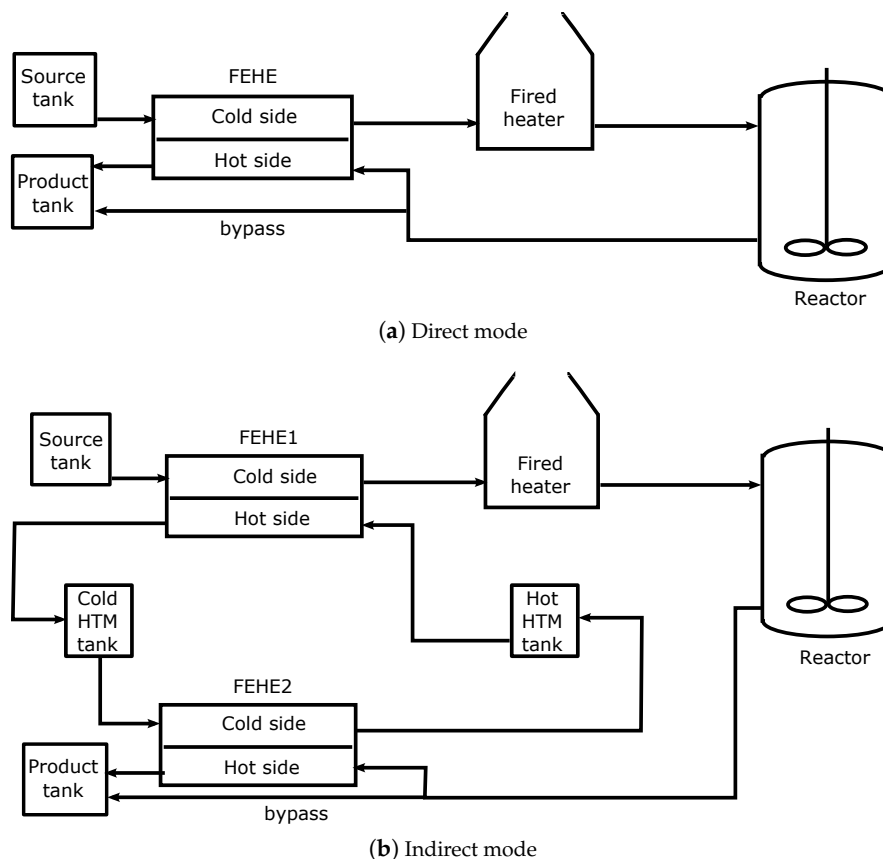 Source
tank
FEHE
Cold side
Hot side
Fired
heater
Product
tank
bypass
Reactor
(a) Direct mode
Source
tank
FEHE1
Cold side
Hot side
Fired
heater
Cold
HTM
tank
Hot
HTM
tank
Reactor
FEHE2
Cold side
Hot side
Product
tank
bypass
(b) Indirect mode